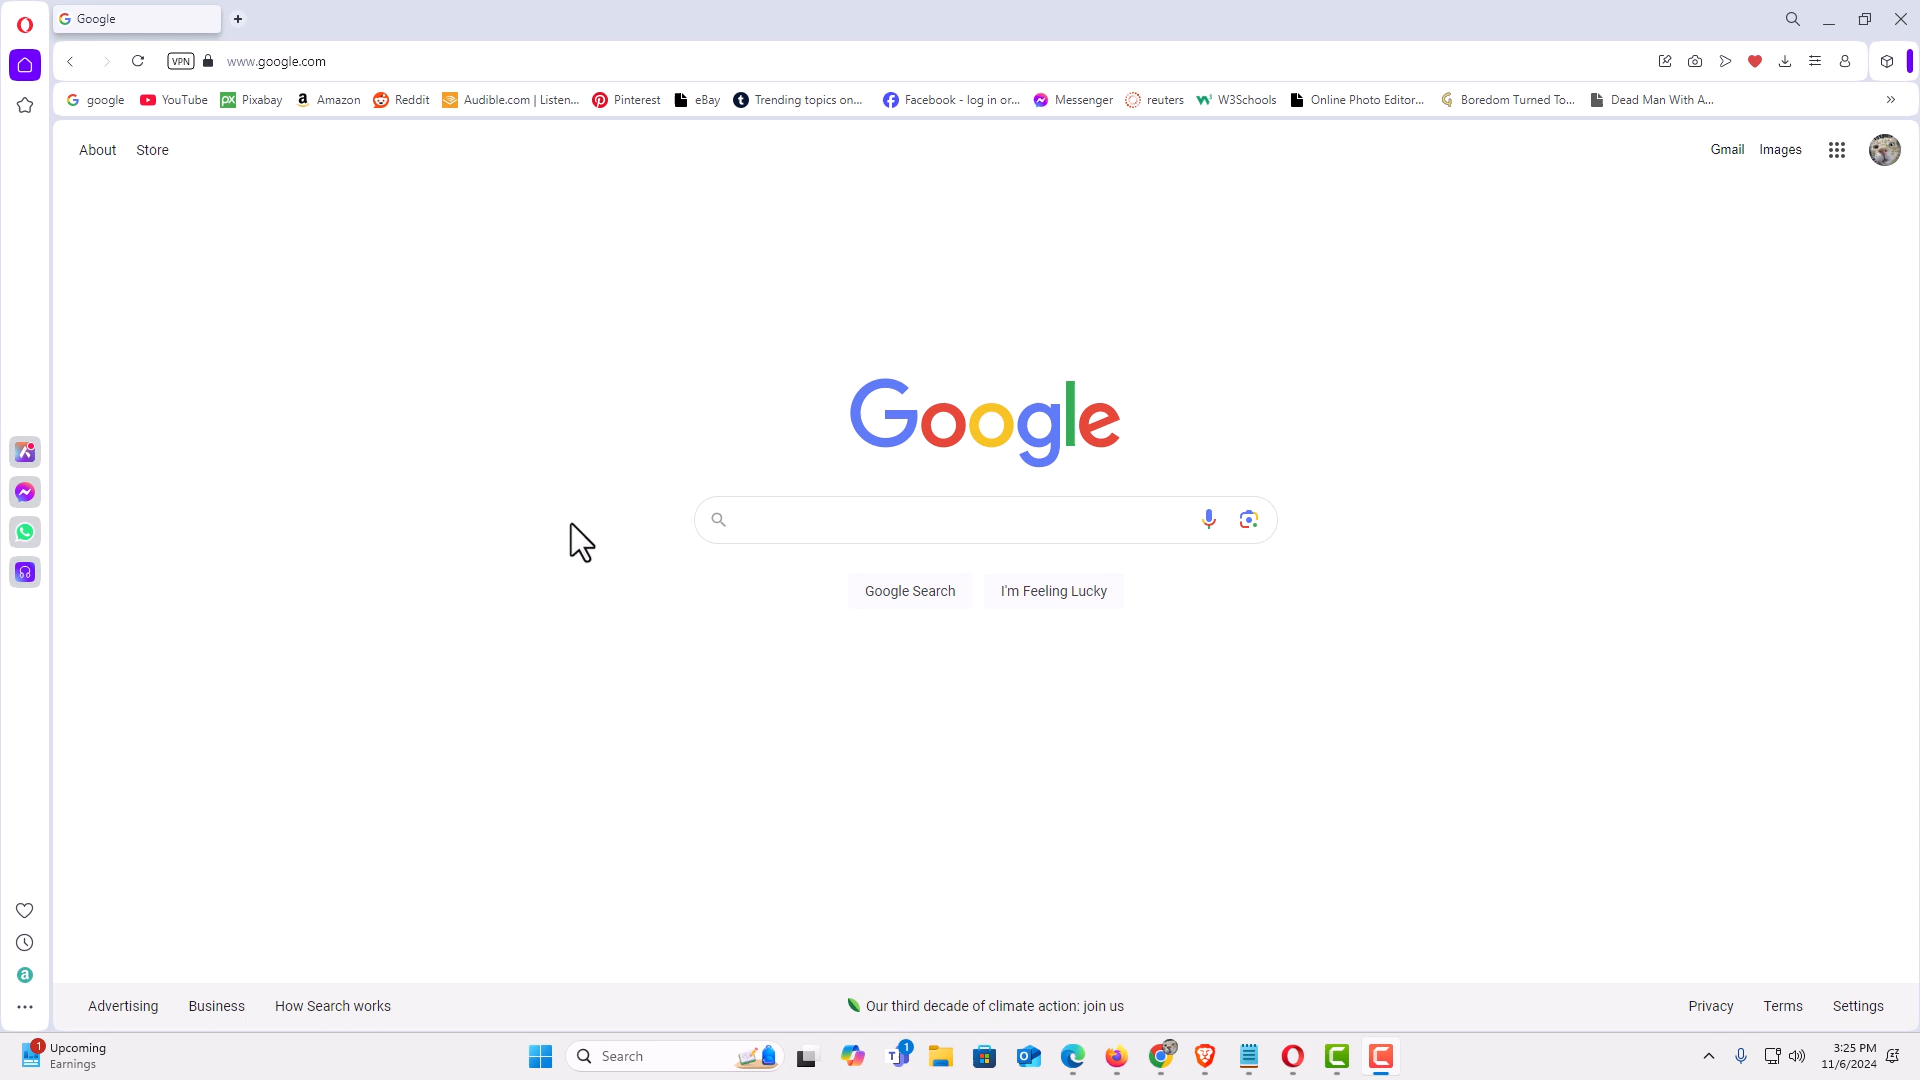 Google
VPN
www.google.com
google
YouTube
Pixabay
Amazon
Reddit
Audible.com | Listen...
Pinterest
eBay
Trending topics on...
Facebook - log in or...
Messenger
reuters
W3Schools
Online Photo Editor...
Boredom Turned To...
Dead Man With A...
About
Store
Gmail
Images
Google
Google Search
I'm Feeling Lucky
Advertising
Business
How Search works
Our third decade of climate action: join us
Privacy
Terms
Settings
1
Upcoming
Earnings
Search
1
3:25 PM
11/6/2024